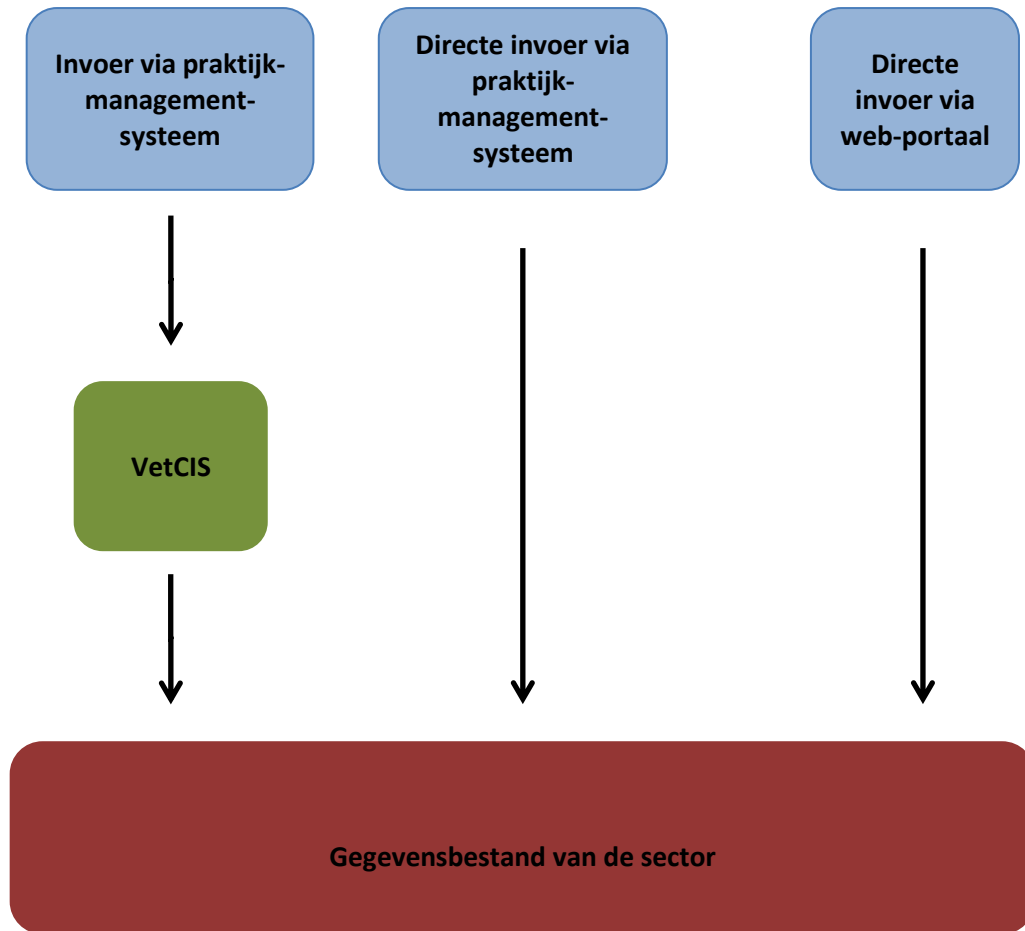 Invoer via praktijk-
management-
systeem
Directe invoer via
praktijk-
management-
systeem
Directe
invoer via
web-portaal
VetCIS
Gegevensbestand van de sector